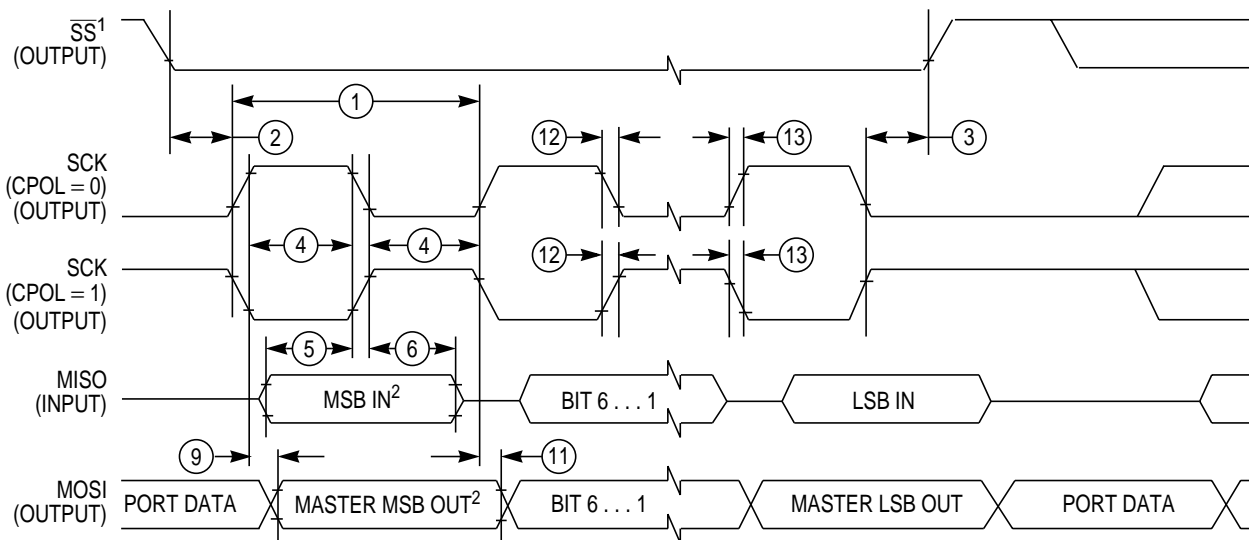 SS¹
(OUTPUT)
1
2
12
13
3
SCK
(CPOL = 0)
(OUTPUT)
4
4
SCK
(CPOL = 1)
(OUTPUT)
12
13
5
6
MISO
(INPUT)
MSB IN²
BIT 6 . . . 1
LSB IN
9
11
MOSI
(OUTPUT)
PORT DATA
MASTER MSB OUT²
BIT 6 . . . 1
MASTER LSB OUT
PORT DATA